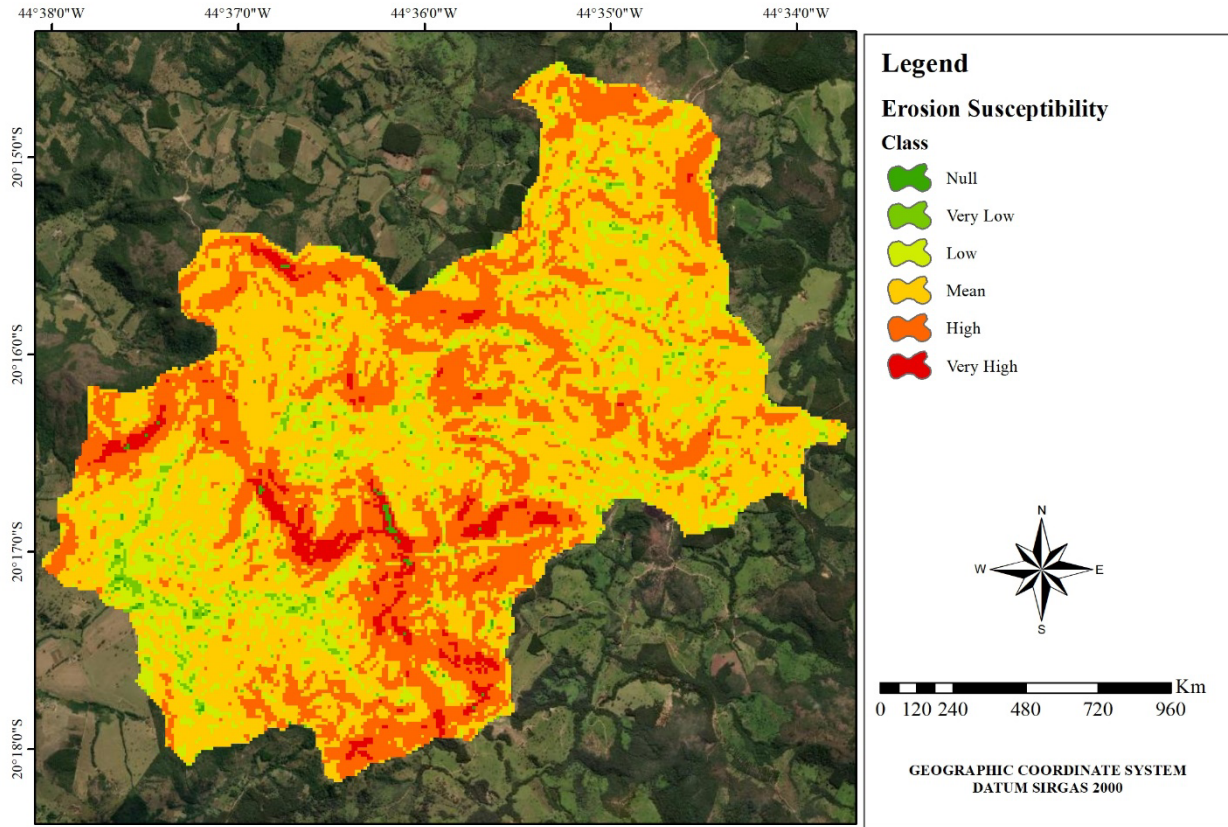 44°38'0"W 44°37'0"W 44°36'0"W 44°35'0"W 44°34'0"W
20°15'0"S
20°16'0"S
20°17'0"S
20°18'0"S
Legend
Erosion Susceptibility
Class
Null
Very Low
Low
Mean
High
Very High
N
W E
S
Km
0 120 240 480 720 960
GEOGRAPHIC COORDINATE SYSTEM
DATUM SIRGAS 2000